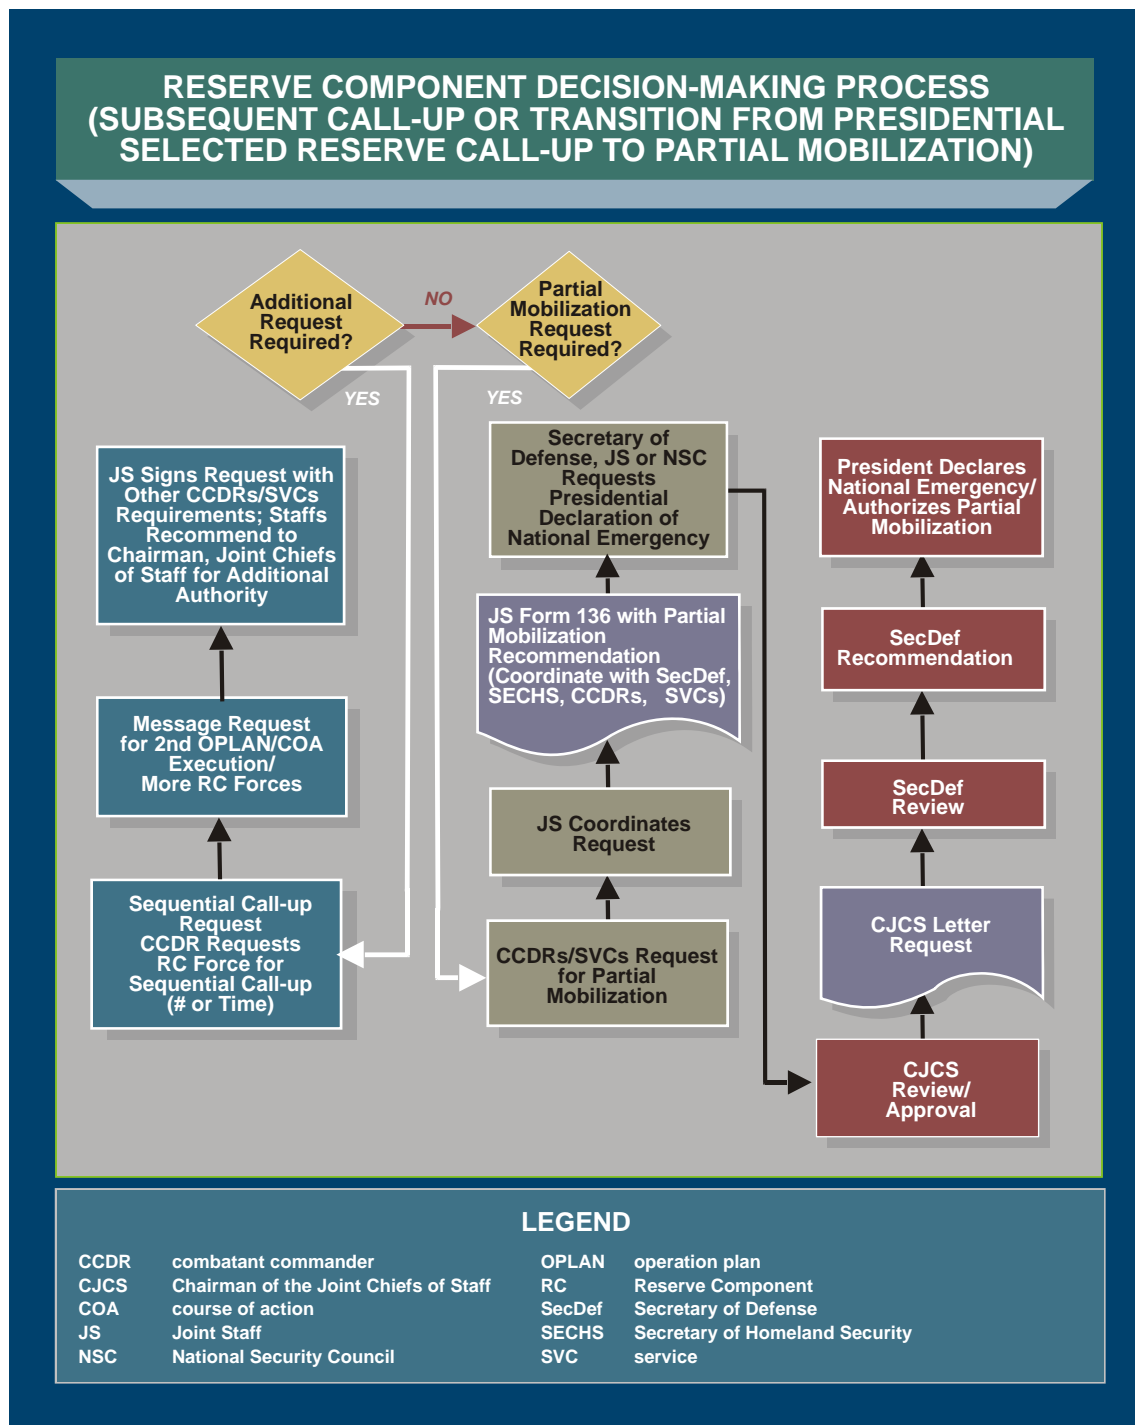 RESERVE COMPONENT DECISION-MAKING PROCESS
(SUBSEQUENT CALL-UP OR TRANSITION FROM PRESIDENTIAL
SELECTED RESERVE CALL-UP TO PARTIAL MOBILIZATION)
Additional
Request
Required?
NO
Partial
Mobilization
Request
Required?
YES
YES
JS Signs Request with
Other CCDRs/SVCs
Requirements; Staffs
Recommend to
Chairman, Joint Chiefs
of Staff for Additional
Authority
Message Request
for 2nd OPLAN/COA
Execution/
More RC Forces
Sequential Call-up
Request
CCDR Requests
RC Force for
Sequential Call-up
(# or Time)
Secretary of
Defense, JS or NSC
Requests
Presidential
Declaration of
National Emergency
JS Form 136 with Partial
Mobilization
Recommendation
(Coordinate with SecDef,
SECHS, CCDRs, SVCs)
JS Coordinates
Request
CCDRs/SVCs Request
for Partial
Mobilization
President Declares
National Emergency/
Authorizes Partial
Mobilization
SecDef
Recommendation
SecDef
Review
CJCS Letter
Request
CJCS
Review/
Approval
LEGEND
CCDR combatant commander
CJCS Chairman of the Joint Chiefs of Staff
COA course of action
JS Joint Staff
NSC National Security Council
OPLAN operation plan
RC Reserve Component
SecDef Secretary of Defense
SECHS Secretary of Homeland Security
SVC service